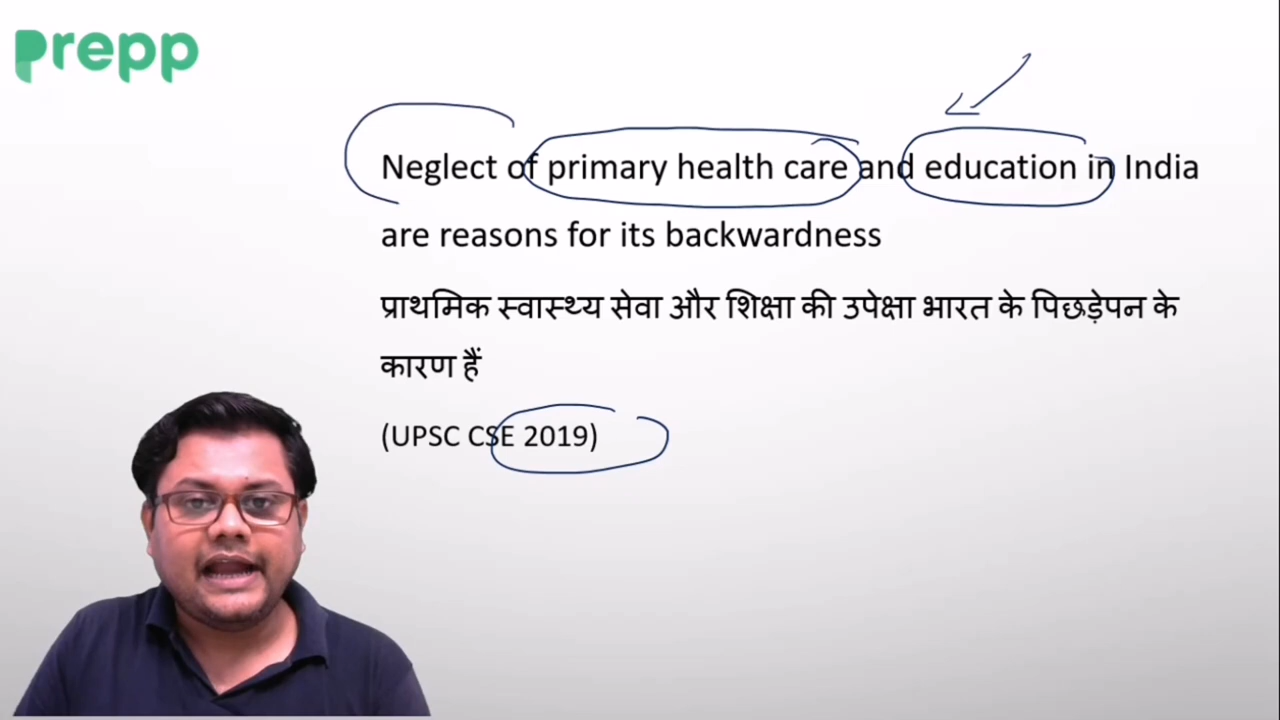 Prepp
Neglect of primary health care and education in India
are reasons for its backwardness
प्राथमिक स्वास्थ्य सेवा और शिक्षा की उपेक्षा भारत के पिछड़ेपन के
कारण हैं
(UPSC CSE 2019)